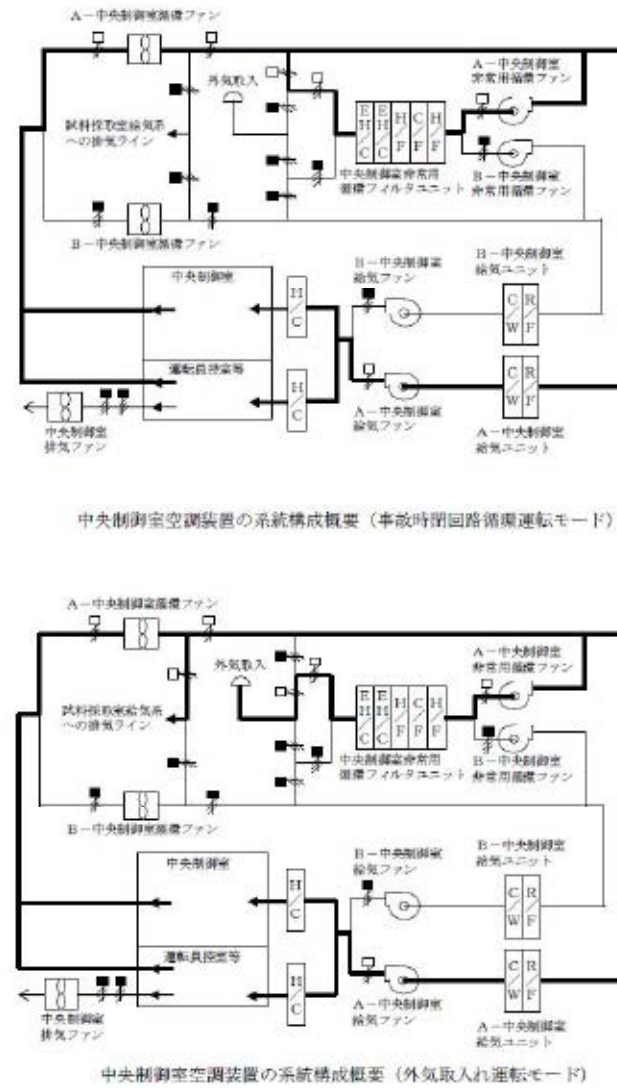 A－中央制御室循環ファン
外気取入
A－中央制御室
非常用循環ファン
試料採取室給気系
への排気ライン
EH/C
EH/C
H/F
C/F
H/F
中央制御室非常用
循環フィルタユニット
B－中央制御室
非常用循環ファン
B－中央制御室循環ファン
中央制御室
H/C
B－中央制御室
給気ファン
B－中央制御室
給気ユニット
C/W
R/F
運転員控室等
H/C
C/W
R/F
中央制御室
排気ファン
A－中央制御室
給気ファン
A－中央制御室
給気ユニット
中央制御室空調装置の系統構成概要（事故時閉回路循環運転モード）
A－中央制御室循環ファン
外気取入
A－中央制御室
非常用循環ファン
試料採取室給気系
への排気ライン
EH/C
EH/C
H/F
C/F
H/F
中央制御室非常用
循環フィルタユニット
B－中央制御室
非常用循環ファン
B－中央制御室循環ファン
中央制御室
H/C
B－中央制御室
給気ファン
B－中央制御室
給気ユニット
C/W
R/F
運転員控室等
H/C
C/W
R/F
中央制御室
排気ファン
A－中央制御室
給気ファン
A－中央制御室
給気ユニット
中央制御室空調装置の系統構成概要（外気取入れ運転モード）